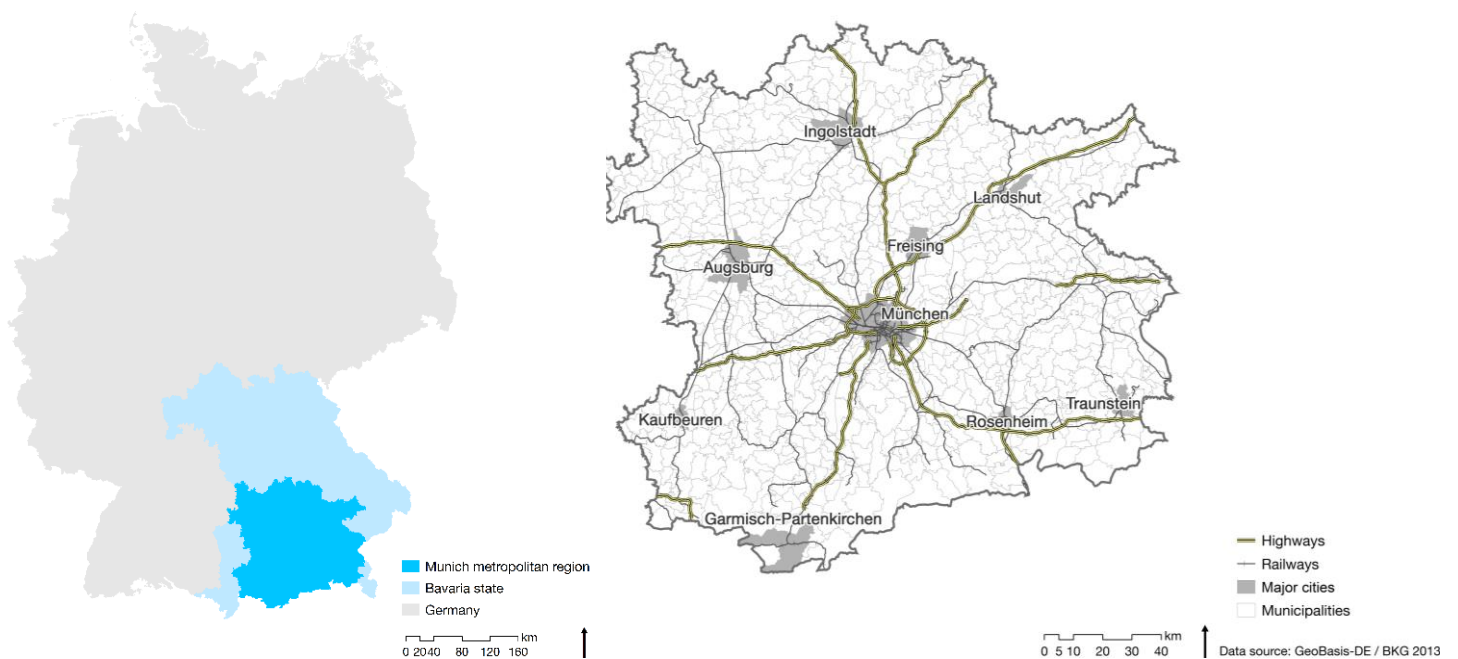 Munich metropolitan region
Bavaria state
Germany
km
0 20 40 80 120 160
Ingolstadt
Landshut
Freising
Augsburg
München
Traunstein
Kaufbeuren
Rosenheim
Garmisch-Partenkirchen
Highways
Railways
Major cities
Municipalities
km
0 5 10 20 30 40
Data source: GeoBasis-DE / BKG 2013